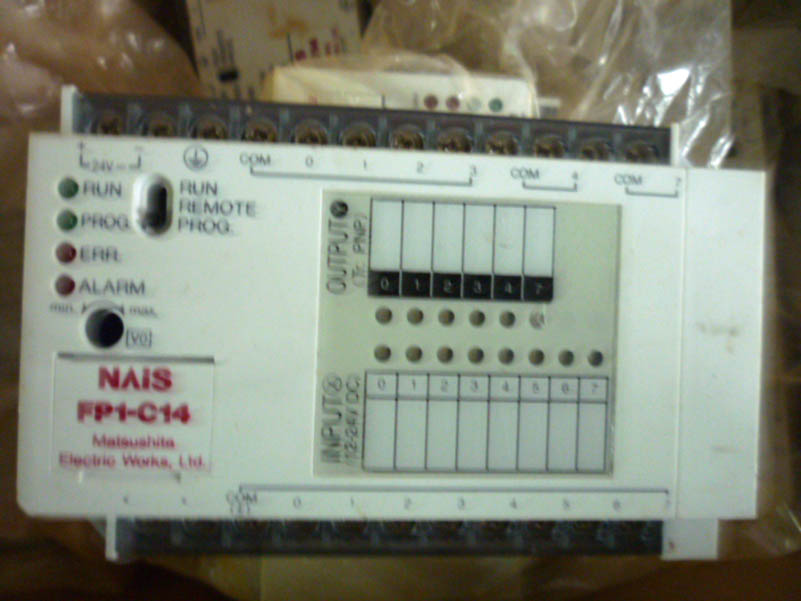 + −
24V
COM 0 1 2 3 COM 4 COM 7
RUN
PROG.
ERR.
ALARM
RUN
REMOTE
PROG.
min. max.
[V0]
NAiS
FP1-C14
Matsushita
Electric Works, Ltd.
OUTPUT
(Tr. PNP)
0 1 2 3 4 7
INPUT
(12-24V DC)
0 1 2 3 4 5 6 7
COM 0 1 2 3 4 5 6 7